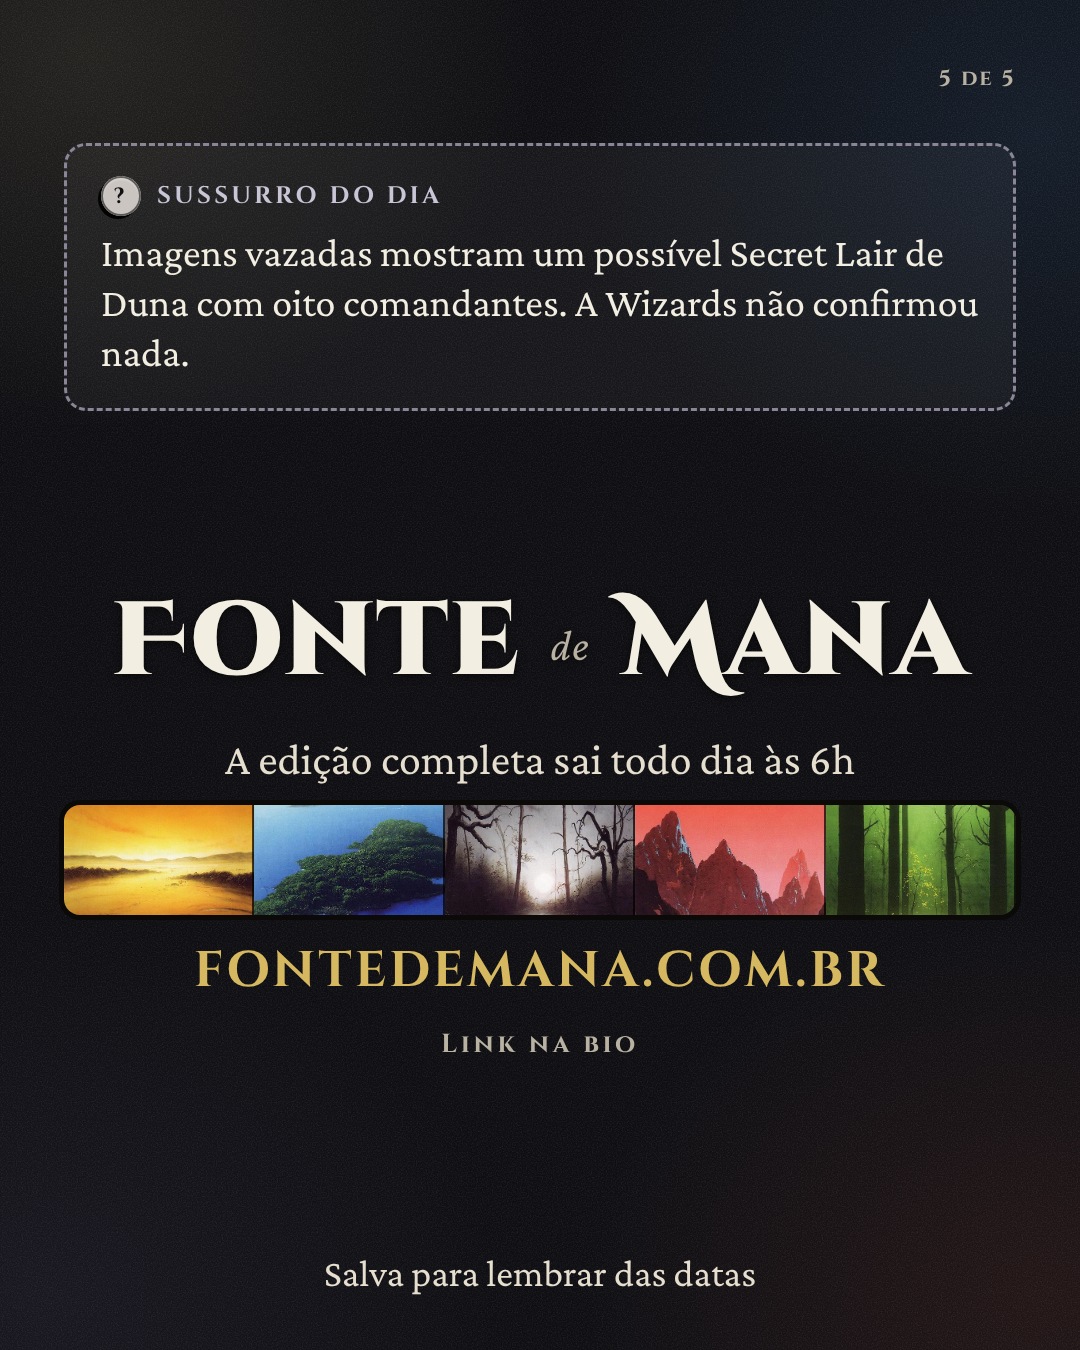 5 DE 5
? SUSSURRO DO DIA
Imagens vazadas mostram um possível Secret Lair de
Duna com oito comandantes. A Wizards não confirmou
nada.
FONTE de MANA
A edição completa sai todo dia às 6h
FONTEDEMANA.COM.BR
LINK NA BIO
Salva para lembrar das datas